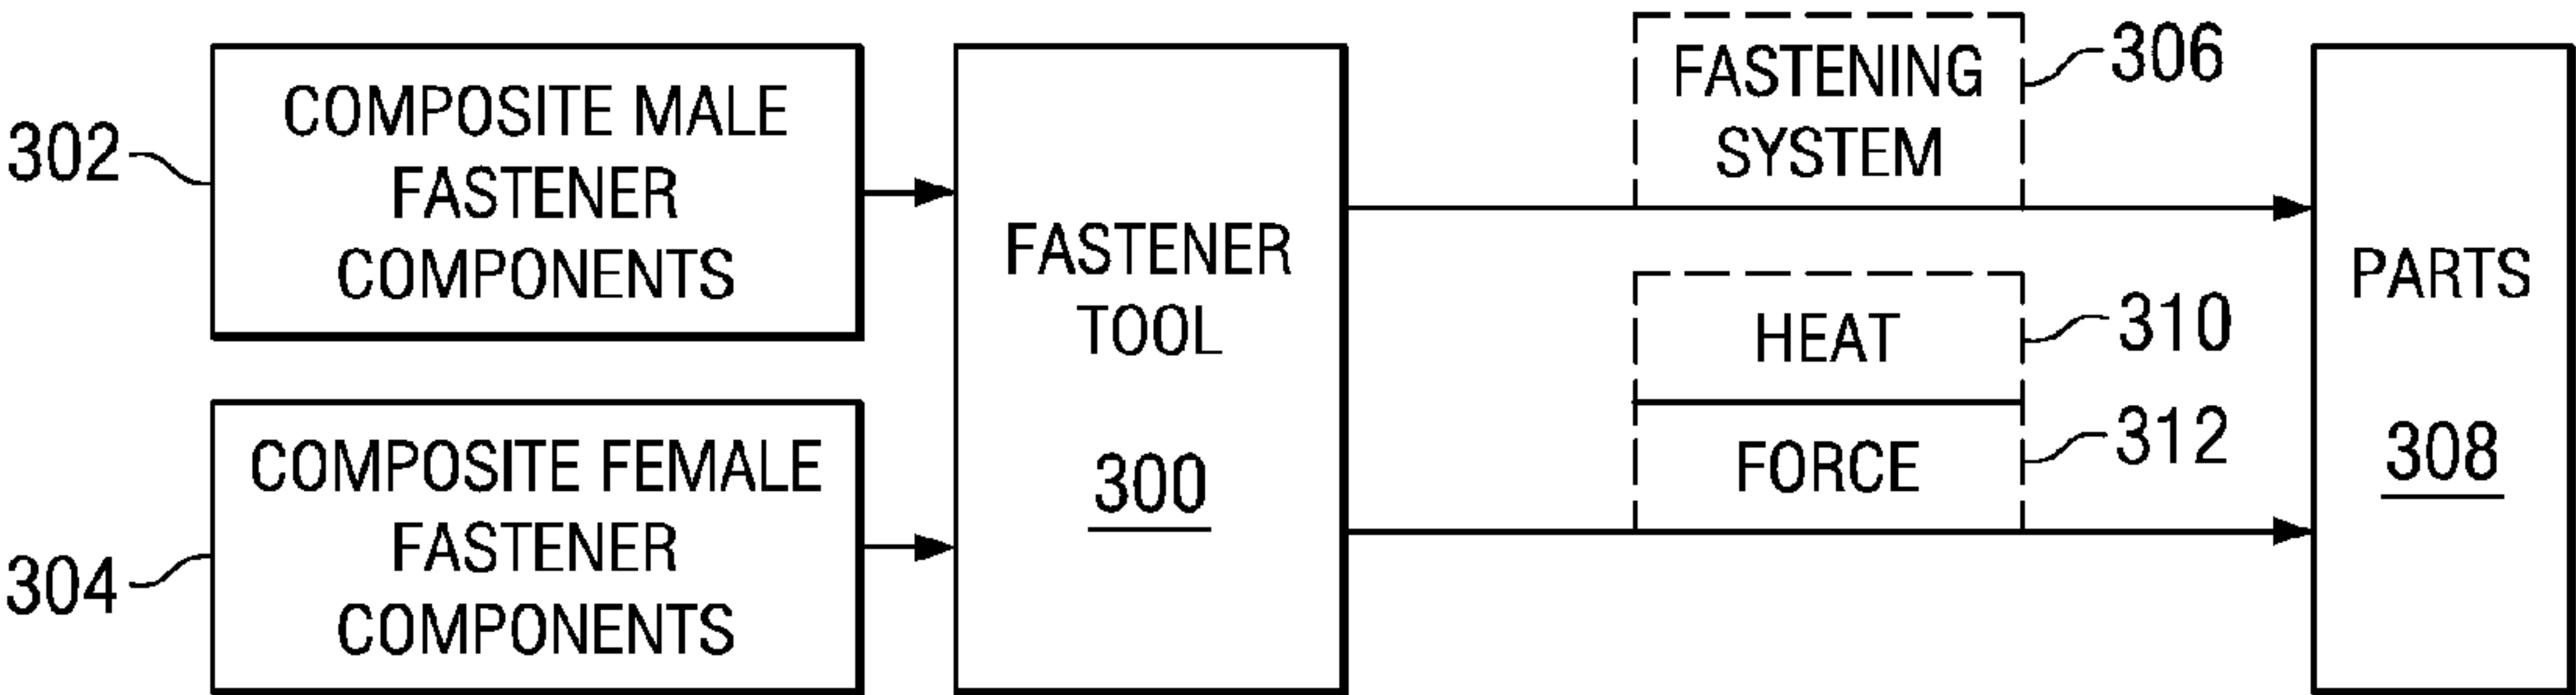 302
COMPOSITE MALE
FASTENER
COMPONENTS
304
COMPOSITE FEMALE
FASTENER
COMPONENTS
FASTENER
TOOL
300
FASTENING
SYSTEM
306
HEAT
310
FORCE
312
PARTS
308